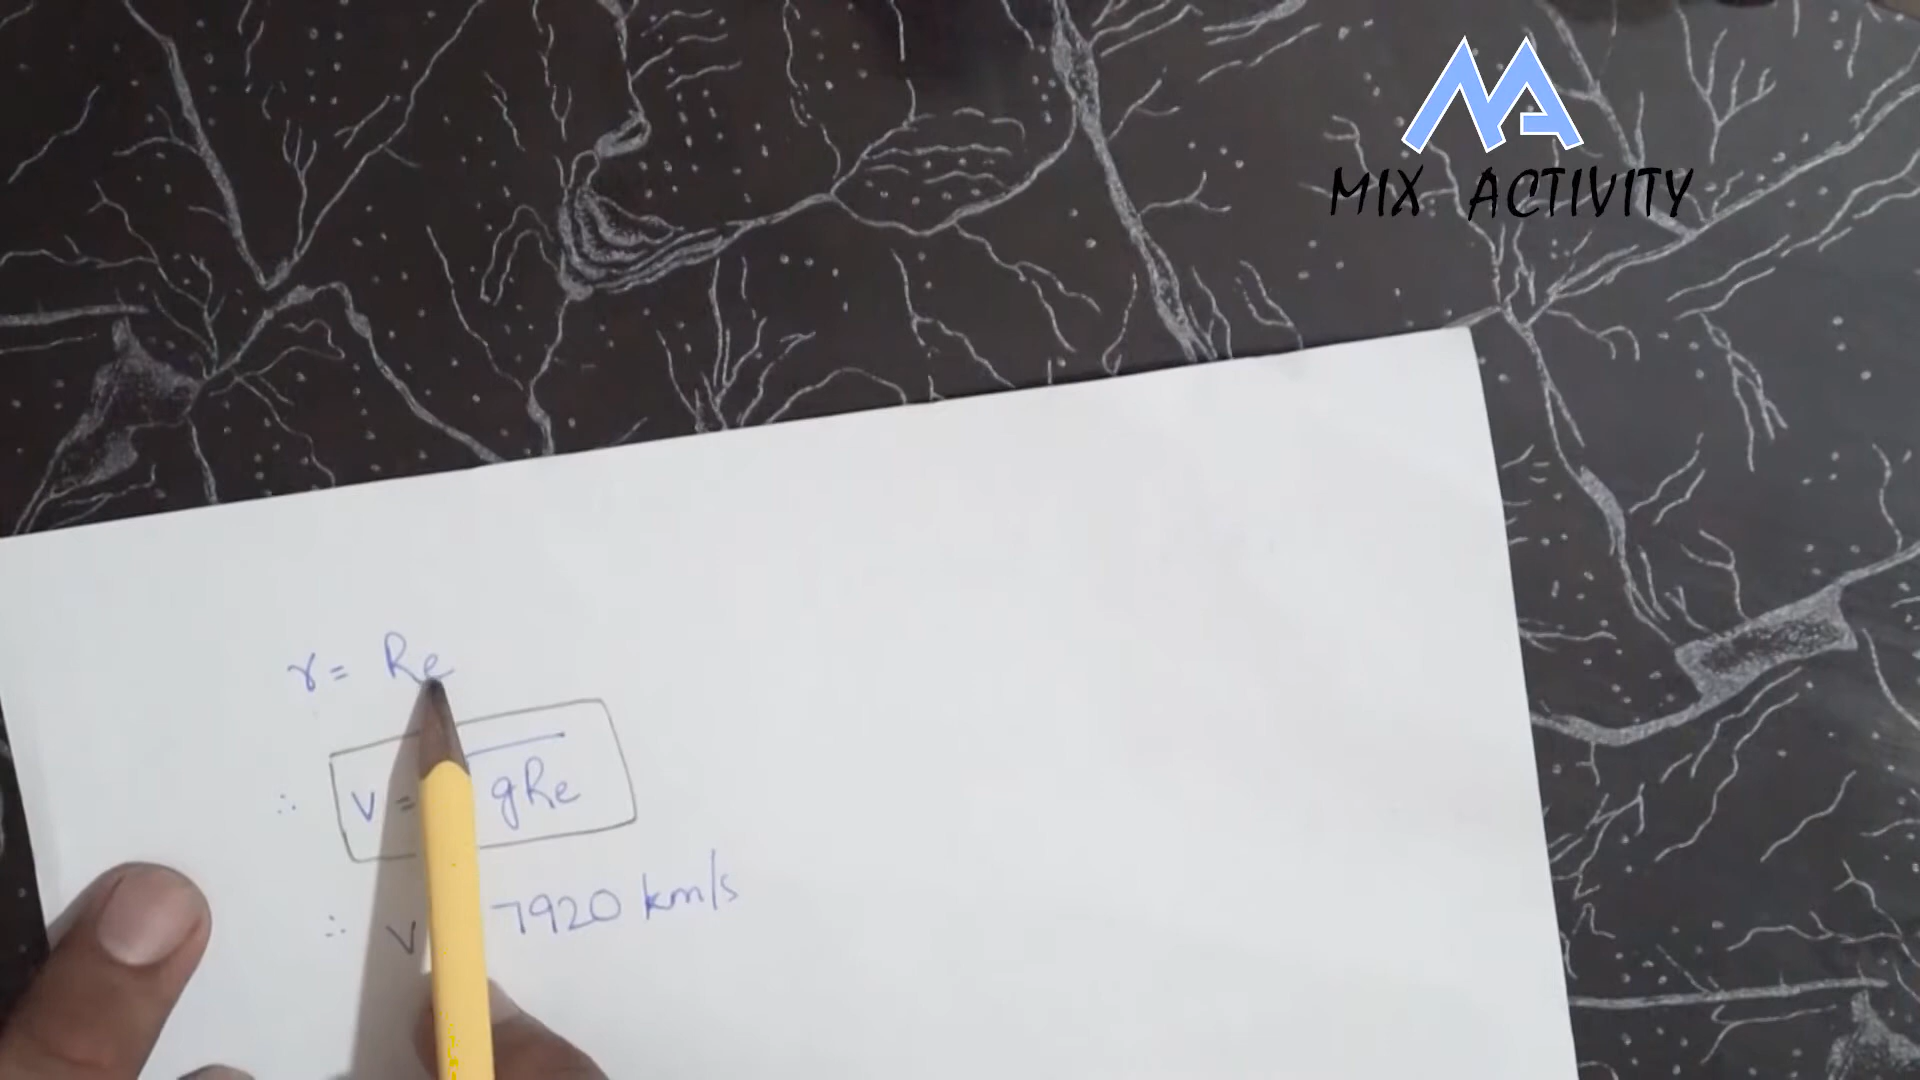 MIX ACTIVITY
r = Re
∴ v = gRe
∴ v 7920 km/s